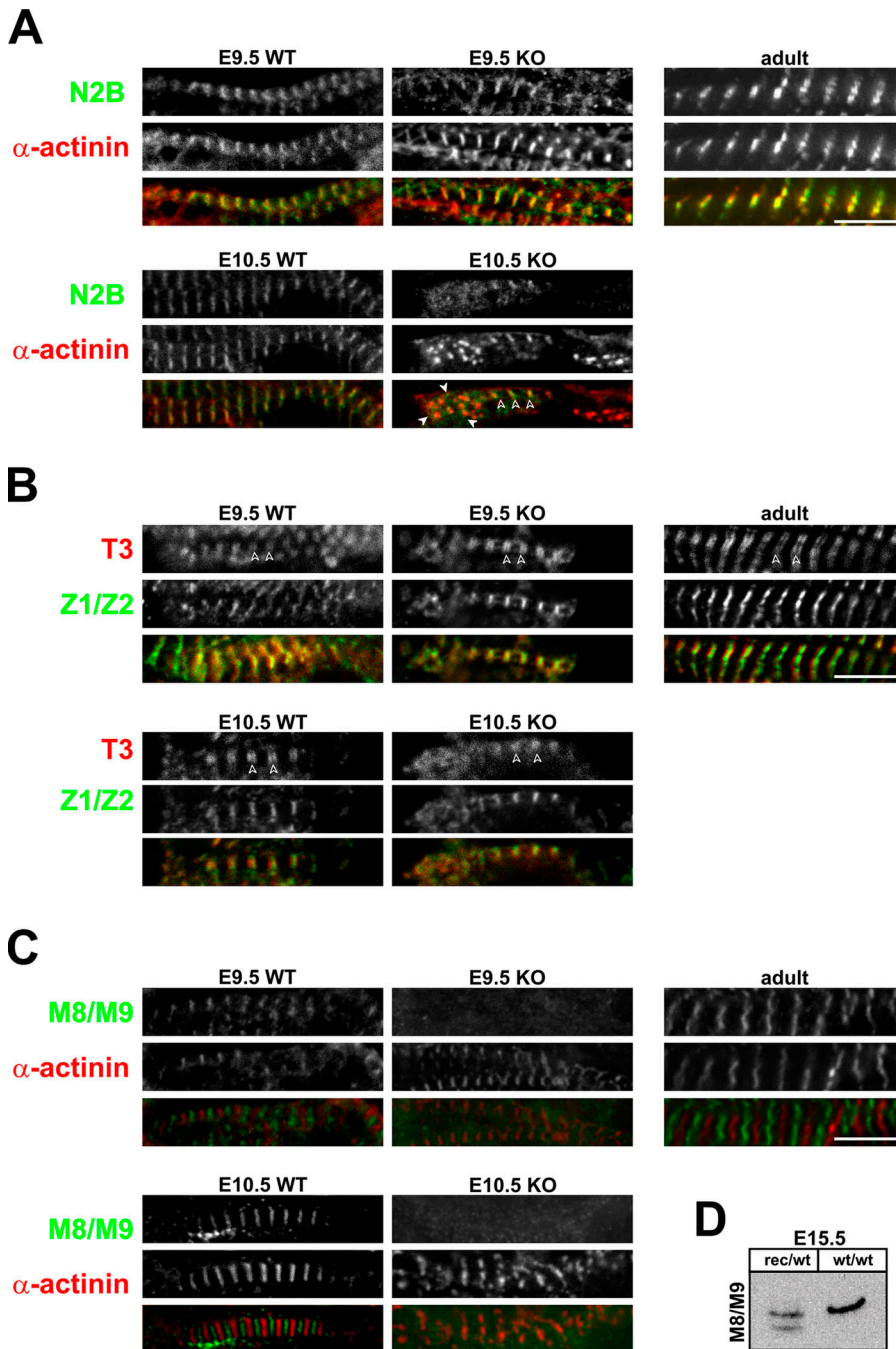 A
E9.5 WT E9.5 KO adult
N2B
α-actinin
E10.5 WT E10.5 KO
N2B
α-actinin
B
E9.5 WT E9.5 KO adult
T3
Z1/Z2
E10.5 WT E10.5 KO
T3
Z1/Z2
C
E9.5 WT E9.5 KO adult
M8/M9
α-actinin
E10.5 WT E10.5 KO
M8/M9
α-actinin
D
E15.5
rec/wt wt/wt
M8/M9